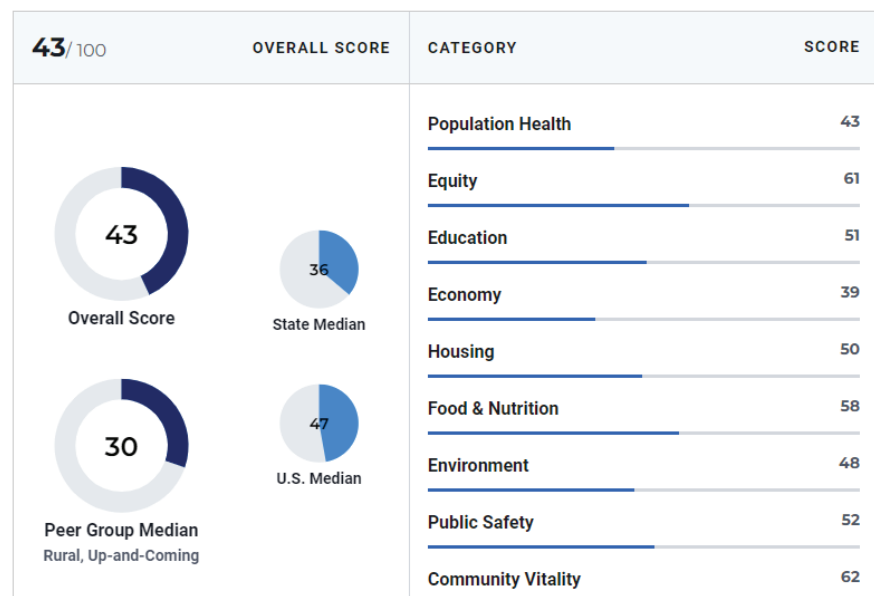 43/ 100 OVERALL SCORE
43
Overall Score
36
State Median
30
Peer Group Median
Rural, Up-and-Coming
47
U.S. Median
CATEGORY SCORE
Population Health 43
Equity 61
Education 51
Economy 39
Housing 50
Food & Nutrition 58
Environment 48
Public Safety 52
Community Vitality 62